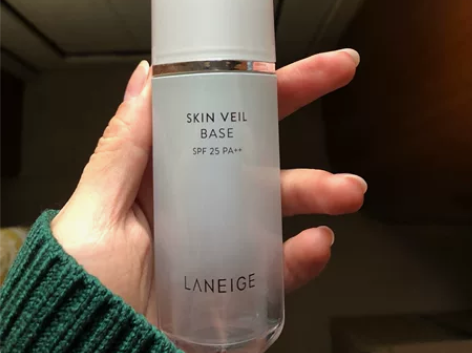 SKIN VEIL
BASE
SPF 25 PA++
LANEIGE